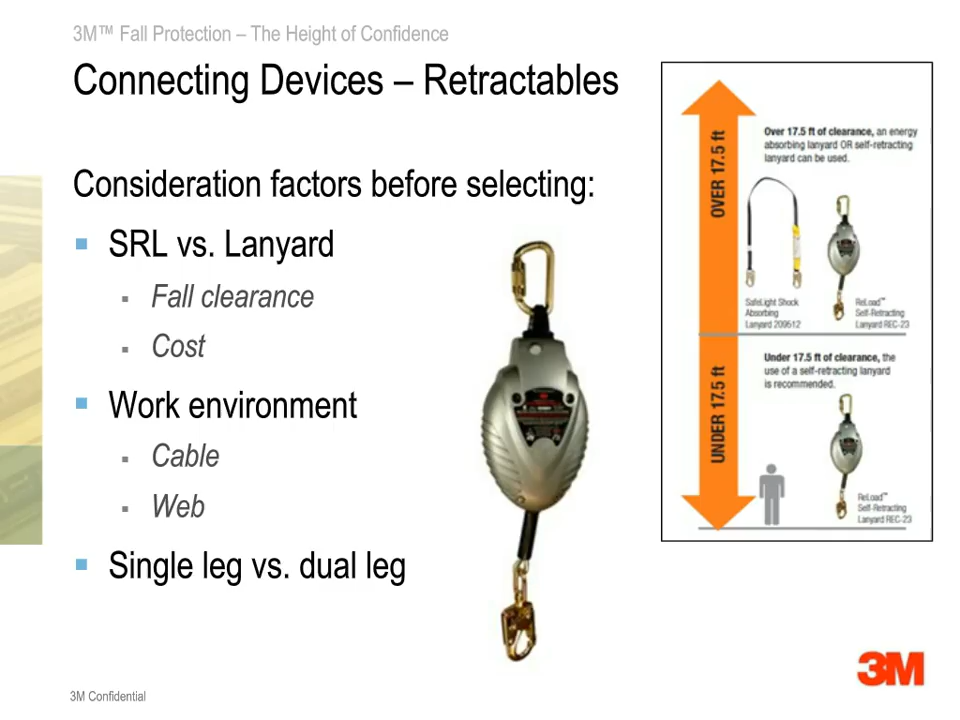 3M™ Fall Protection – The Height of Confidence
Connecting Devices – Retractables
Consideration factors before selecting:
SRL vs. Lanyard
Fall clearance
Cost
Work environment
Cable
Web
Single leg vs. dual leg
OVER 17.5 ft
Over 17.5 ft of clearance, an energy
absorbing lanyard OR self-retracting
lanyard can be used.
SafeLight Shock
Absorbing
Lanyard 209512
ReLoad™
Self-Retracting
Lanyard REC-23
UNDER 17.5 ft
Under 17.5 ft of clearance, the
use of a self-retracting lanyard
is recommended.
ReLoad™
Self-Retracting
Lanyard REC-23
3M
3M Confidential